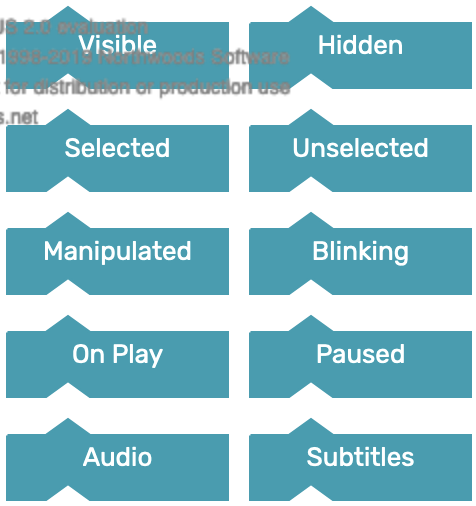 JS 2.0 evaluation
Visible
Hidden
1998-2019 Northwoods Software
for distribution or production use
s.net
Selected
Unselected
Manipulated
Blinking
On Play
Paused
Audio
Subtitles